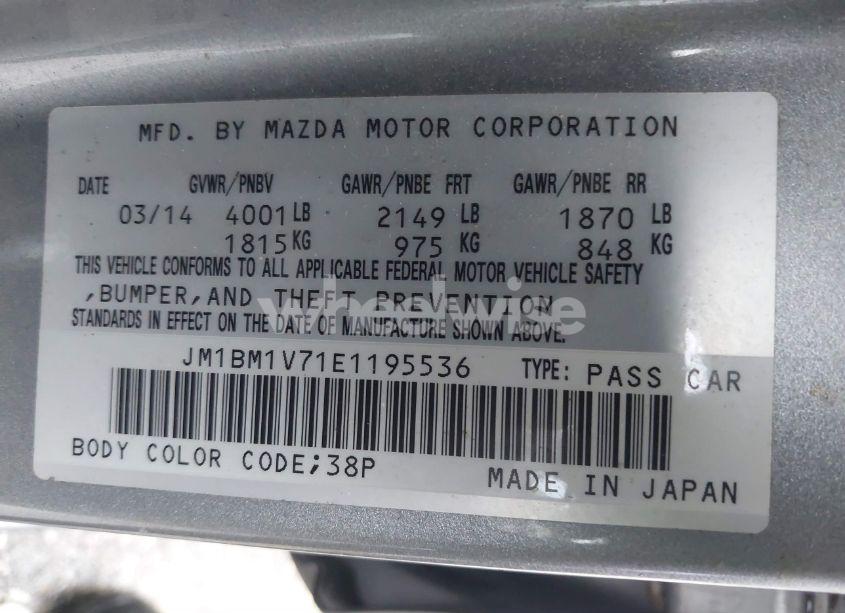 MFD. BY MAZDA MOTOR CORPORATION
DATE GVWR/PNBV GAWR/PNBE FRT GAWR/PNBE RR
03/14 4001 LB 2149 LB 1870 LB
1815 KG 975 KG 848 KG
THIS VEHICLE CONFORMS TO ALL APPLICABLE FEDERAL MOTOR VEHICLE SAFETY
,BUMPER,AND THEFT PREVENTION
STANDARDS IN EFFECT ON THE DATE OF MANUFACTURE SHOWN ABOVE.
JM1BM1V71E1195536 TYPE: PASS CAR
BODY COLOR CODE;38P
MADE IN JAPAN